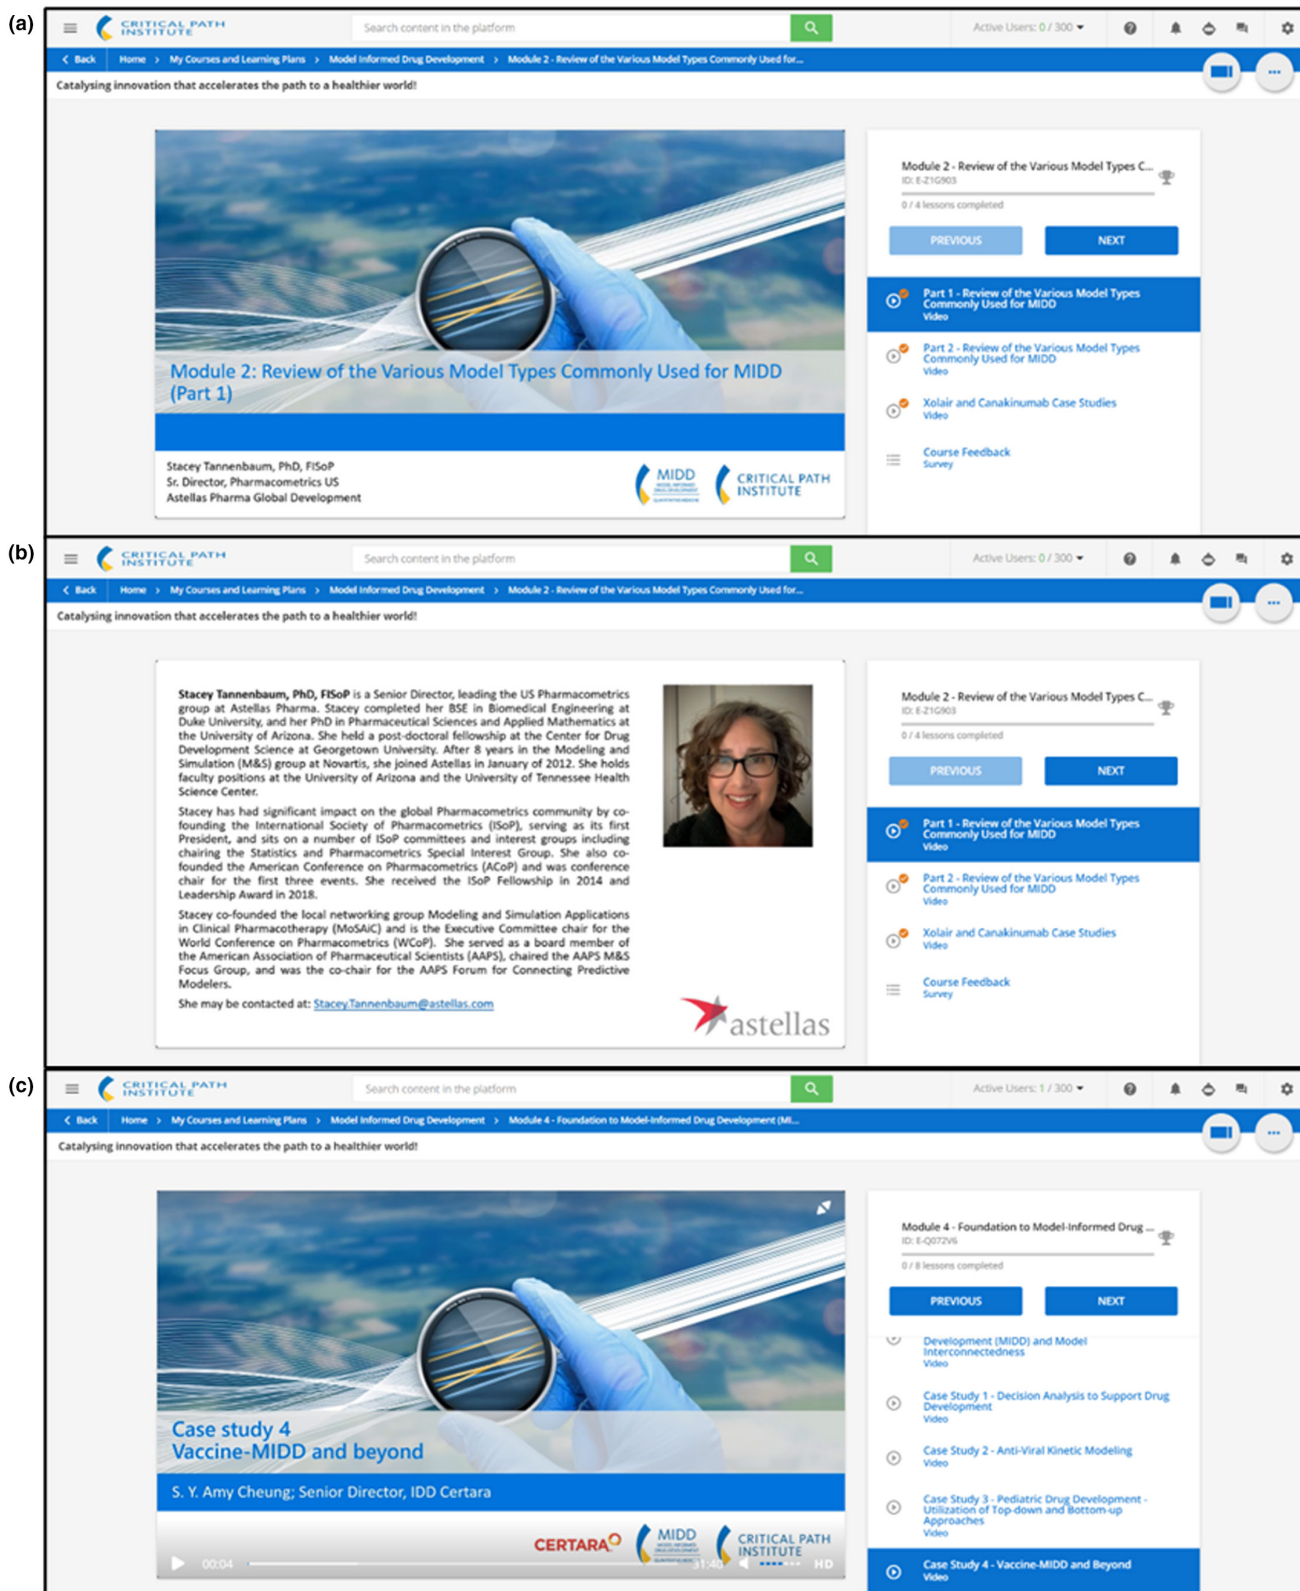 (a)
CRITICAL PATH
INSTITUTE
Search content in the platform
Active Users: 0 / 300
Back
Home > My Courses and Learning Plans > Model Informed Drug Development > Module 2 - Review of the Various Model Types Commonly Used for...
Catalysing innovation that accelerates the path to a healthier world!
Module 2: Review of the Various Model Types Commonly Used for MIDD
(Part 1)
Stacey Tannenbaum, PhD, FISoP
Sr. Director, Pharmacometrics US
Astellas Pharma Global Development
MIDD
MODEL INFORMED
DRUG DEVELOPMENT
CRITICAL PATH
INSTITUTE
Module 2 - Review of the Various Model Types C...
ID: E-Z1G903
0 / 4 lessons completed
PREVIOUS
NEXT
Part 1 - Review of the Various Model Types
Commonly Used for MIDD
Video
Part 2 - Review of the Various Model Types
Commonly Used for MIDD
Video
Xolair and Canakinumab Case Studies
Video
Course Feedback
Survey
(b)
CRITICAL PATH
INSTITUTE
Search content in the platform
Active Users: 0 / 300
Back
Home > My Courses and Learning Plans > Model Informed Drug Development > Module 2 - Review of the Various Model Types Commonly Used for...
Catalysing innovation that accelerates the path to a healthier world!
Stacey Tannenbaum, PhD, FISoP is a Senior Director, leading the US Pharmacometrics
group at Astellas Pharma. Stacey completed her BSE in Biomedical Engineering at
Duke University, and her PhD in Pharmaceutical Sciences and Applied Mathematics at
the University of Arizona. She held a post-doctoral fellowship at the Center for Drug
Development Science at Georgetown University. After 8 years in the Modeling and
Simulation (M&S) group at Novartis, she joined Astellas in January of 2012. She holds
faculty positions at the University of Arizona and the University of Tennessee Health
Science Center.
Stacey has had significant impact on the global Pharmacometrics community by co-
founding the International Society of Pharmacometrics (ISoP), serving as its first
President, and sits on a number of ISoP committees and interest groups including
chairing the Statistics and Pharmacometrics Special Interest Group. She also co-
founded the American Conference on Pharmacometrics (ACoP) and was conference
chair for the first three events. She received the ISoP Fellowship in 2014 and
Leadership Award in 2018.
Stacey co-founded the local networking group Modeling and Simulation Applications
in Clinical Pharmacotherapy (MoSAiC) and is the Executive Committee chair for the
World Conference on Pharmacometrics (WCoP). She served as a board member of
the American Association of Pharmaceutical Scientists (AAPS), chaired the AAPS M&S
Focus Group, and was the co-chair for the AAPS Forum for Connecting Predictive
Modelers.
She may be contacted at: Stacey.Tannenbaum@astellas.com
astellas
Module 2 - Review of the Various Model Types C...
ID: E-Z1G903
0 / 4 lessons completed
PREVIOUS
NEXT
Part 1 - Review of the Various Model Types
Commonly Used for MIDD
Video
Part 2 - Review of the Various Model Types
Commonly Used for MIDD
Video
Xolair and Canakinumab Case Studies
Video
Course Feedback
Survey
(c)
CRITICAL PATH
INSTITUTE
Search content in the platform
Active Users: 1 / 300
Back
Home > My Courses and Learning Plans > Model Informed Drug Development > Module 4 - Foundation to Model-Informed Drug Development (MI...
Catalysing innovation that accelerates the path to a healthier world!
Case study 4
Vaccine-MIDD and beyond
S. Y. Amy Cheung; Senior Director, IDD Certara
CERTARA
MIDD
MODEL INFORMED
CRITICAL PATH
INSTITUTE
00:04
31:40
HD
Module 4 - Foundation to Model-Informed Drug ...
ID: E-Q072V6
0 / 8 lessons completed
PREVIOUS
NEXT
Development (MIDD) and Model
Interconnectedness
Video
Case Study 1 - Decision Analysis to Support Drug
Development
Video
Case Study 2 - Anti-Viral Kinetic Modeling
Video
Case Study 3 - Pediatric Drug Development -
Utilization of Top-down and Bottom-up
Approaches
Video
Case Study 4 - Vaccine-MIDD and Beyond
Video